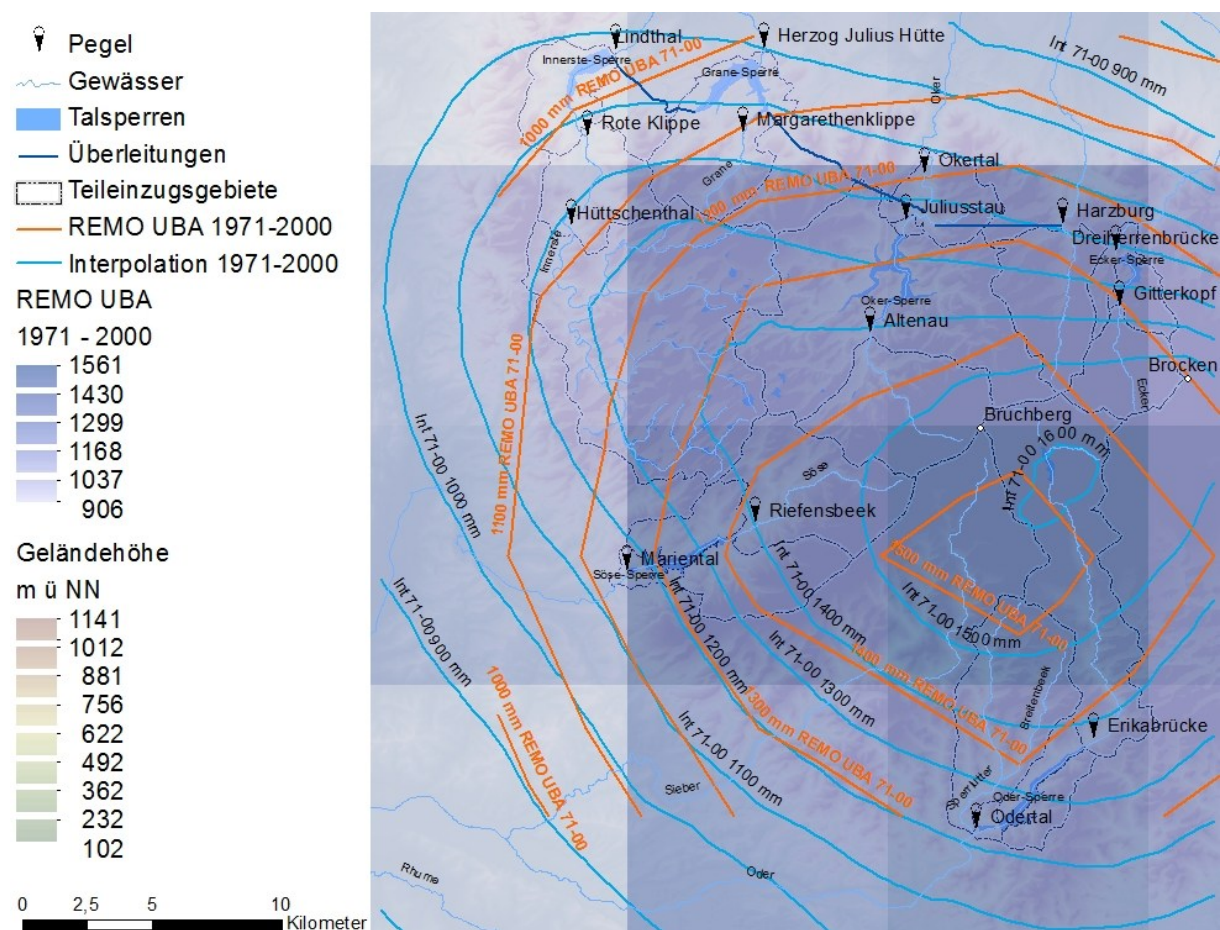 Pegel
Gewässer
Talsperren
Überleitungen
Teileinzugsgebiete
REMO UBA 1971-2000
Interpolation 1971-2000
REMO UBA
1971 - 2000
1561
1430
1299
1168
1037
906
Geländehöhe
m ü NN
1141
1012
881
756
622
492
362
232
102
0 2,5 5 10
Kilometer
Lindthal
Herzog Julius Hütte
Int 71-00 900 mm
Innerste-Sperre
Grane-Sperre
1000 mm REMO UBA 71-00
Oker
Rote Klippe
Margarethenklippe
Okertal
Grane
1200 mm REMO UBA 71-00
Hüttschenthal
Juliusstau
Harzburg
Innerste
Dreiherrenbrücke
Ecker-Sperre
Oker-Sperre
Gitterkopf
Altenau
Brocken
Ecker
Bruchberg
Int 71-00 1600 mm
Int 71-00 1000 mm
1100 mm REMO UBA 71-00
Söse
Riefensbeek
Mariental
Söse-Sperre
1500 mm REMO UBA 71-00
Int 71-00 1400 mm
Int 71-00 1500 mm
Int 71-00 900 mm
Int 71-00 1200 mm
Int 71-00 1300 mm
1400 mm REMO UBA 71-00
1000 mm REMO UBA 71-00
1300 mm REMO UBA 71-00
Int 71-00 1100 mm
Breitenbeek
Erikabrücke
Sieber
Sperrlutter
Oder-Sperre
Odertal
Rhume
Oder